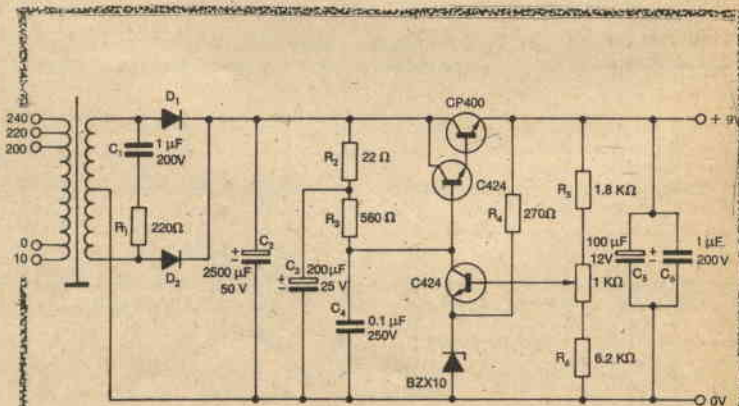 240
220
200
0
10
D₁
C₁
1 µF
200V
R₁
220Ω
D₂
C₂
2500 µF
50 V
R₂
22 Ω
R₃
560 Ω
C₃
200µF
25 V
C₄
0.1 µF
250V
CP400
C424
C424
BZX10
R₄
270Ω
R₅
1.8 KΩ
1 KΩ
R₆
6.2 KΩ
100 µF
12V
C₅
1 µF.
200 V
C₆
+ 9V
0V